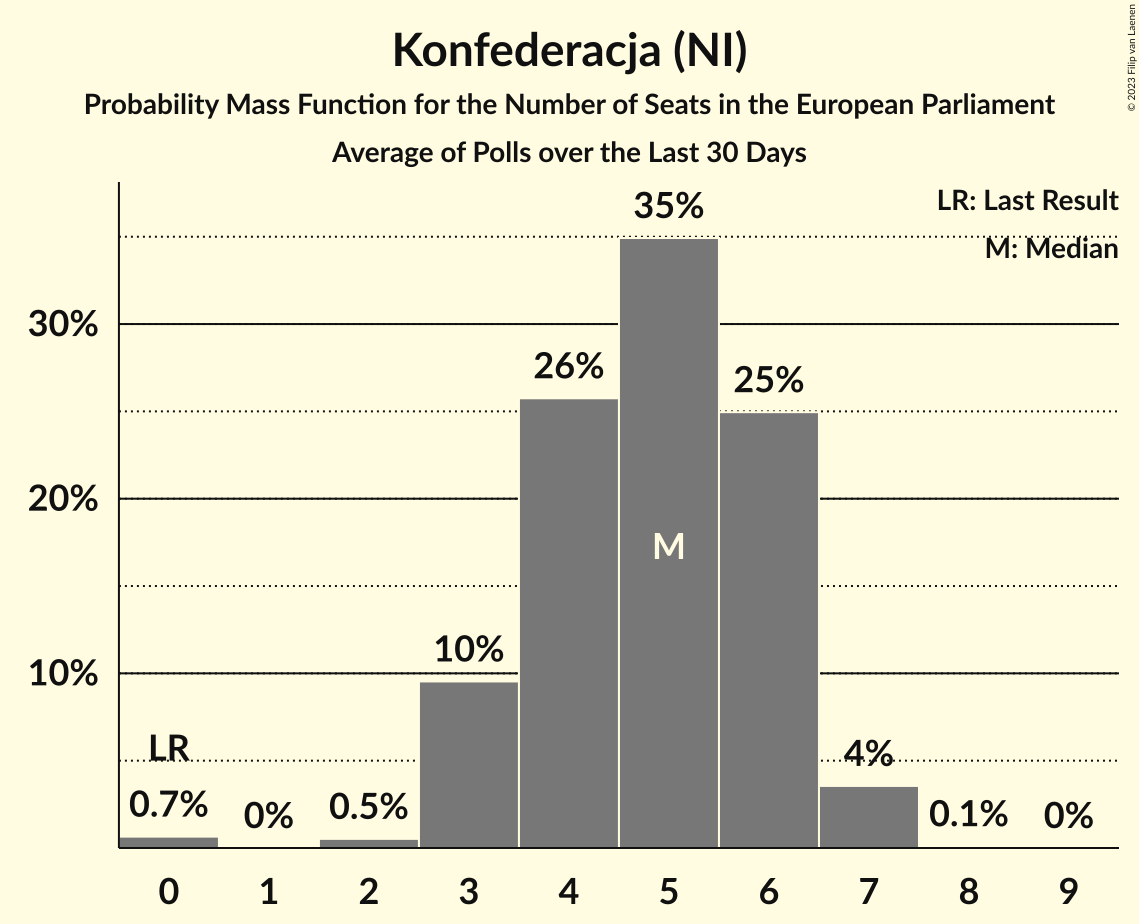 Konfederacja (NI)
Probability Mass Function for the Number of Seats in the European Parliament
Average of Polls over the Last 30 Days
© 2023 Filip van Laenen
LR: Last Result
M: Median
35%
30%
26%
25%
20%
M
10%
10%
LR
4%
0.7%
0%
0.5%
0.1%
0%
0 1 2 3 4 5 6 7 8 9